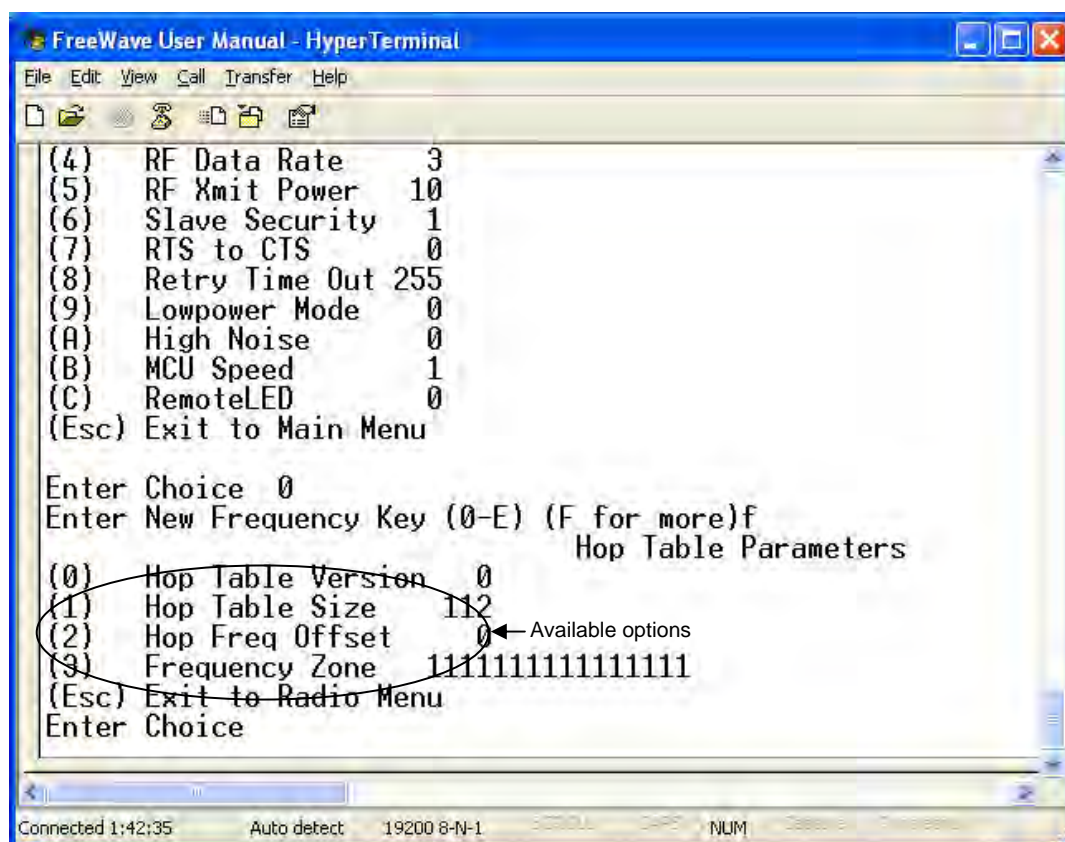 FreeWave User Manual - HyperTerminal
File Edit View Call Transfer Help
(4) RF Data Rate 3
(5) RF Xmit Power 10
(6) Slave Security 1
(7) RTS to CTS 0
(8) Retry Time Out 255
(9) Lowpower Mode 0
(A) High Noise 0
(B) MCU Speed 1
(C) RemoteLED 0
(Esc) Exit to Main Menu
Enter Choice 0
Enter New Frequency Key (0-E) (F for more)f
Hop Table Parameters
(0) Hop Table Version 0
(1) Hop Table Size 112
(2) Hop Freq Offset 0
Available options
(3) Frequency Zone 1111111111111111
(Esc) Exit to Radio Menu
Enter Choice
Connected 1:42:35 Auto detect 19200 8-N-1 NUM